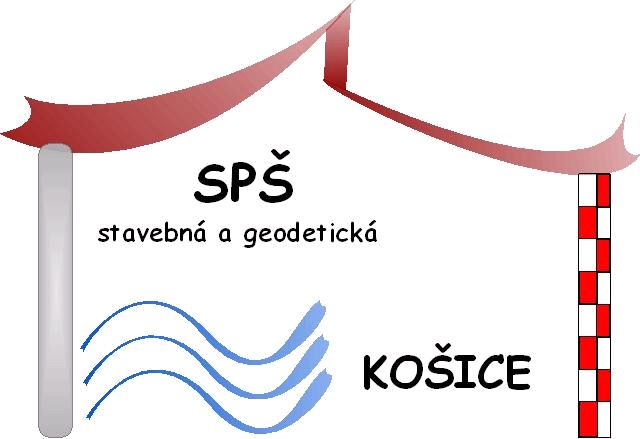 SPŠ
stavebná a geodetická
KOŠICE